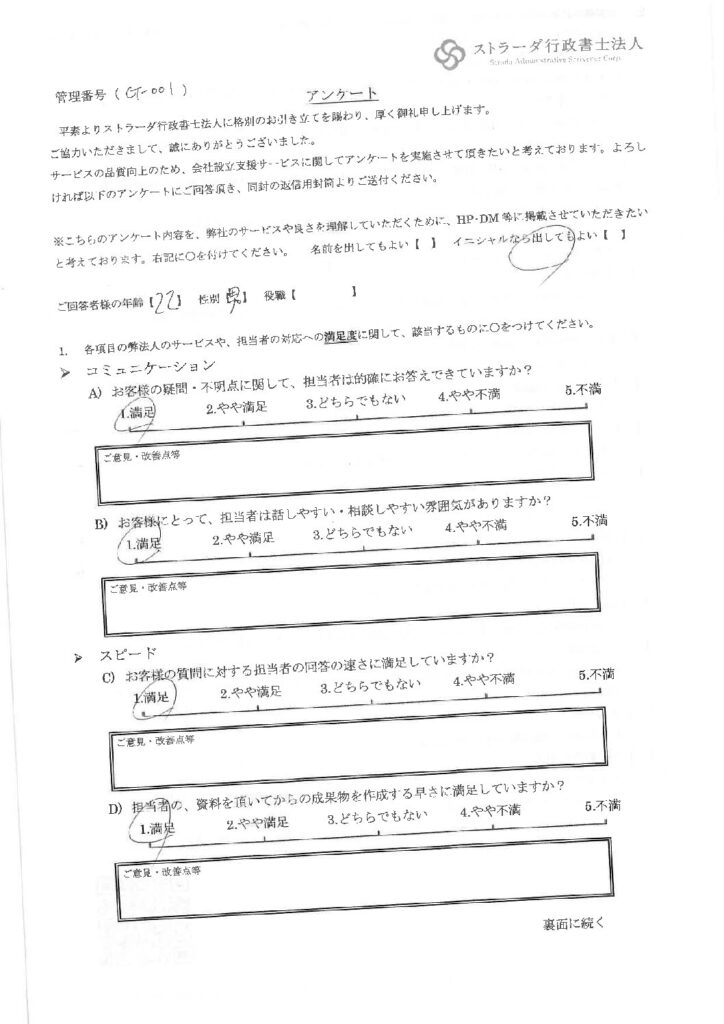 ストラーダ行政書士法人
Strada Administrative Scrivener Corp.
管理番号（GT-001）
アンケート
平素よりストラーダ行政書士法人に格別のお引き立てを賜わり、厚く御礼申し上げます。
ご協力いただきまして、誠にありがとうございました。
サービスの品質向上のため、会社設立支援サービスに関してアンケートを実施させて頂きたいと考えております。よろし
ければ以下のアンケートにご回答頂き、同封の返信用封筒よりご送付ください。
※こちらのアンケート内容を、弊社のサービスや良さを理解していただくために、HP・DM等に掲載させていただきたい
と考えております。右記に〇を付けてください。 名前を出してもよい【 】 イニシャルなら出してもよい【 】
ご回答者様の年齢【22】 性別【男】 役職【 】
1. 各項目の弊法人のサービスや、担当者の対応への満足度に関して、該当するものに〇をつけてください。
➢ コミュニケーション
A) お客様の疑問・不明点に関して、担当者は的確にお答えできていますか？
1.満足 2.やや満足 3.どちらでもない 4.やや不満 5.不満
ご意見・改善点等
B) お客様にとって、担当者は話しやすい・相談しやすい雰囲気がありますか？
1.満足 2.やや満足 3.どちらでもない 4.やや不満 5.不満
ご意見・改善点等
➢ スピード
C) お客様の質問に対する担当者の回答の速さに満足していますか？
1.満足 2.やや満足 3.どちらでもない 4.やや不満 5.不満
ご意見・改善点等
D) 担当者の、資料を頂いてからの成果物を作成する早さに満足していますか？
1.満足 2.やや満足 3.どちらでもない 4.やや不満 5.不満
ご意見・改善点等
裏面に続く